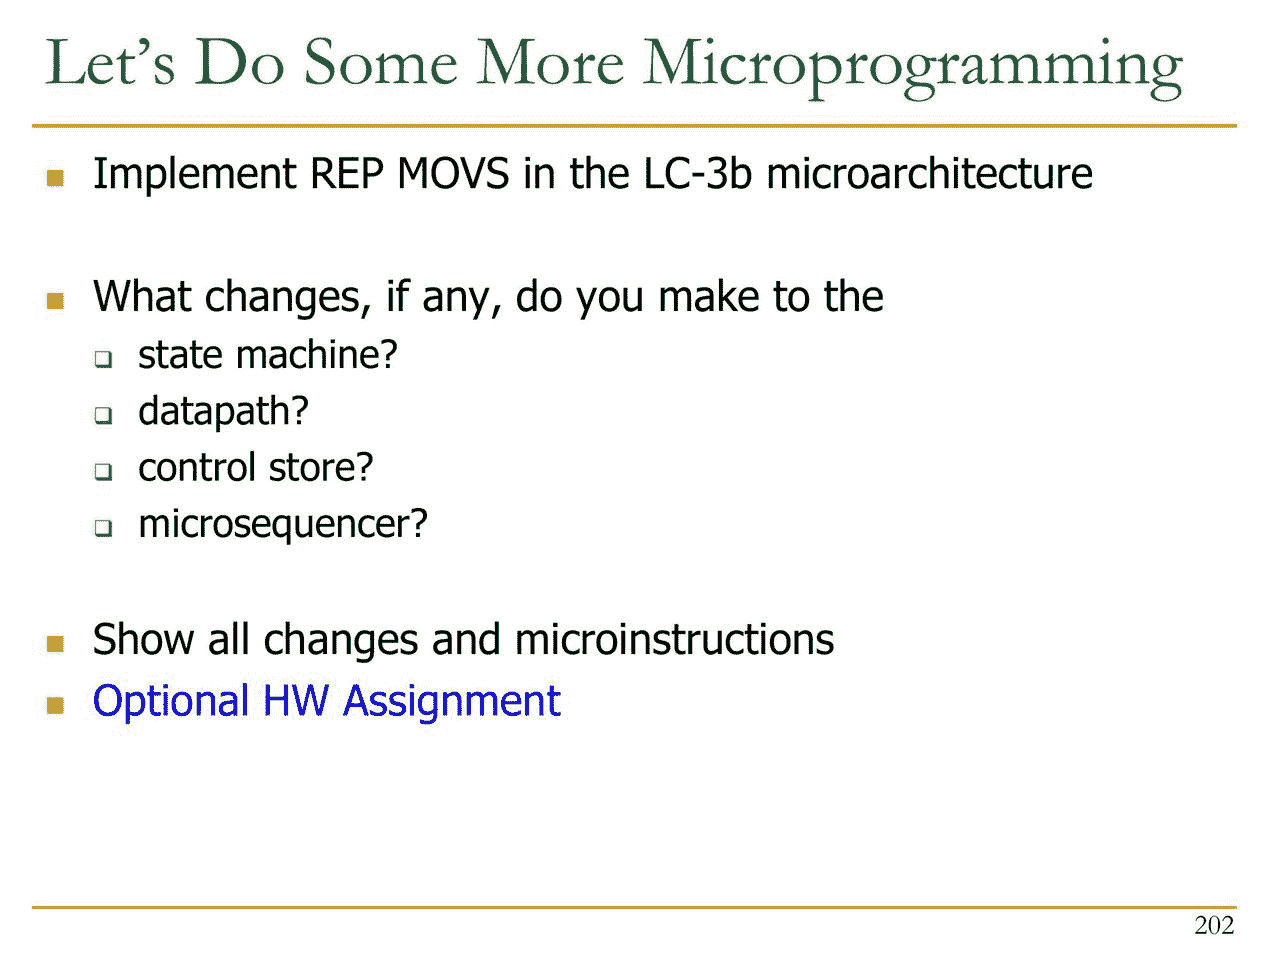 Let's Do Some More Microprogramming
Implement REP MOVS in the LC-3b microarchitecture
What changes, if any, do you make to the
state machine?
datapath?
control store?
microsequencer?
Show all changes and microinstructions
Optional HW Assignment
202